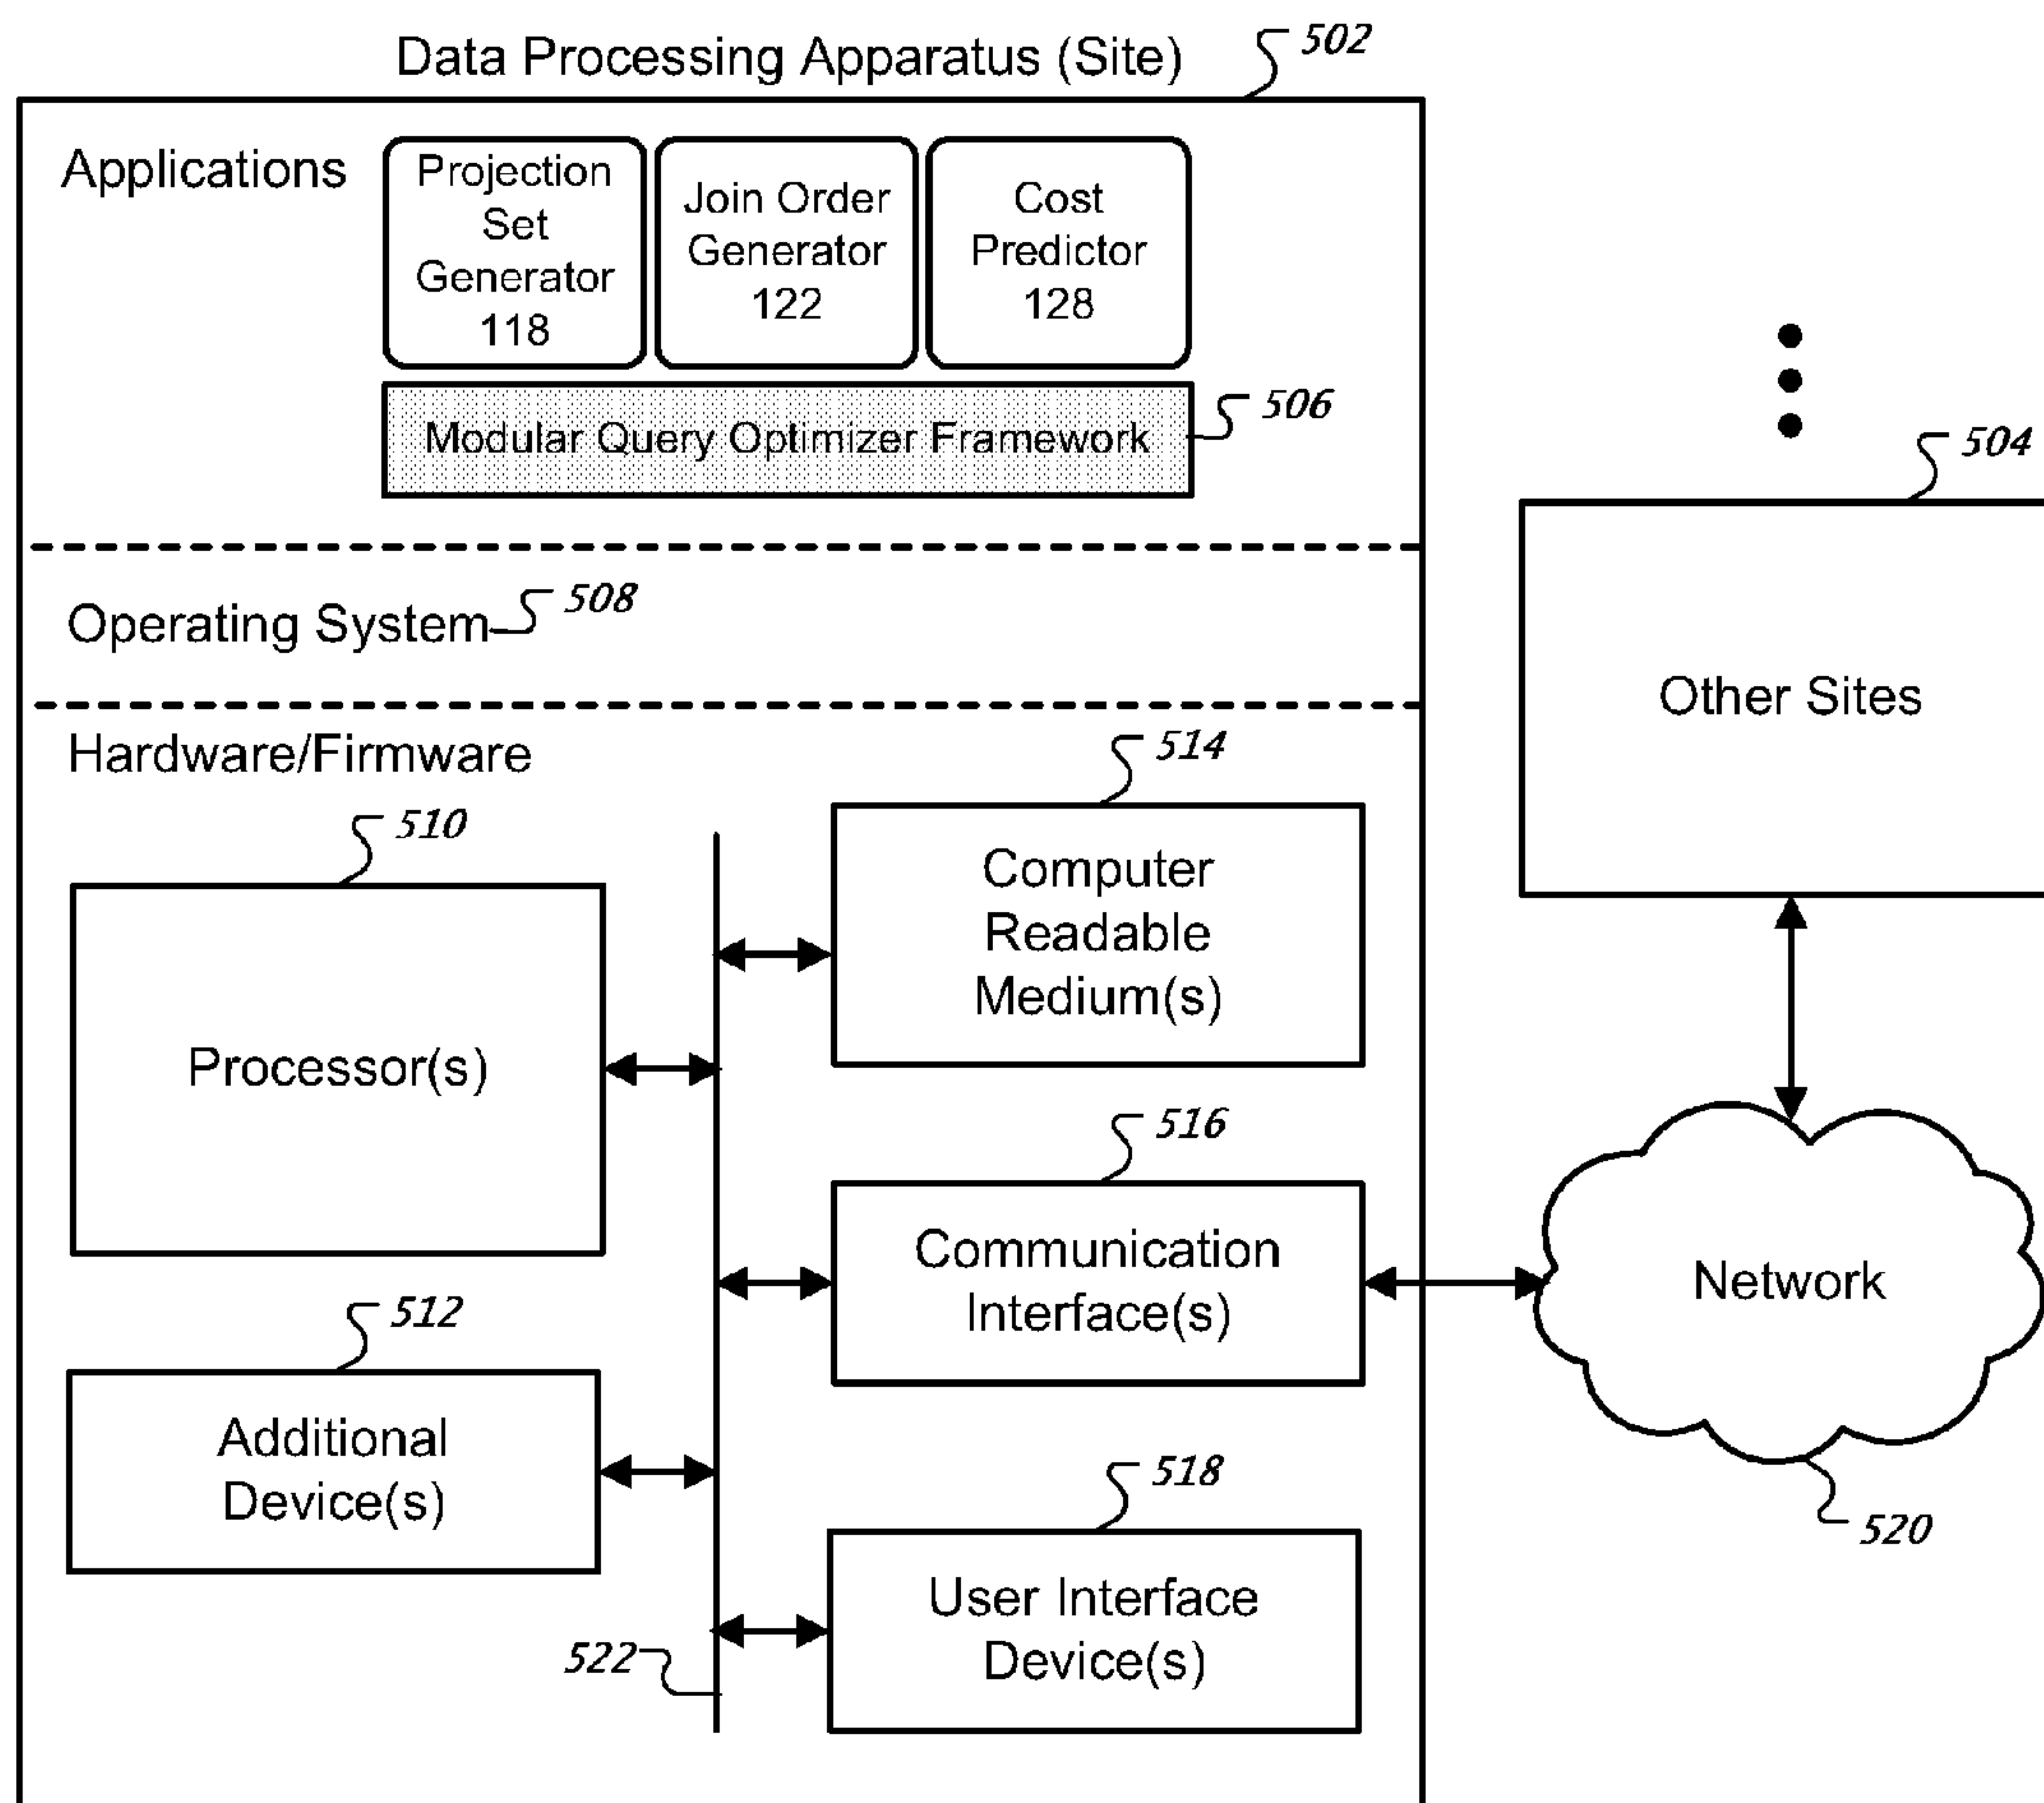 Data Processing Apparatus (Site)
502
Applications
Projection
Set
Generator
118
Join Order
Generator
122
Cost
Predictor
128
Modular Query Optimizer Framework
506
504
Operating System
508
Other Sites
Hardware/Firmware
514
510
Computer
Readable
Medium(s)
Processor(s)
516
Communication
Interface(s)
Network
512
Additional
Device(s)
518
520
User Interface
Device(s)
522